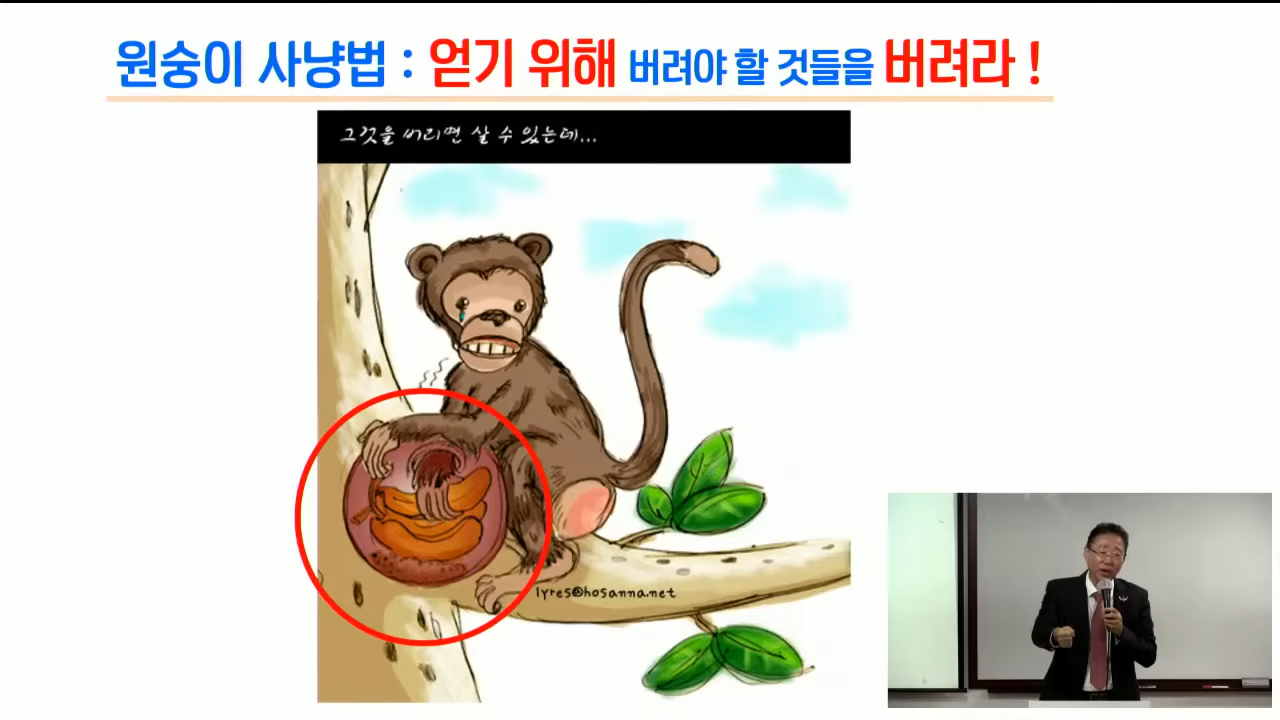 원숭이 사냥법 : 얻기 위해 버려야 할 것들을 버려라 !
그것을 버리면 살 수 있는데...
lyres@hosanna.net